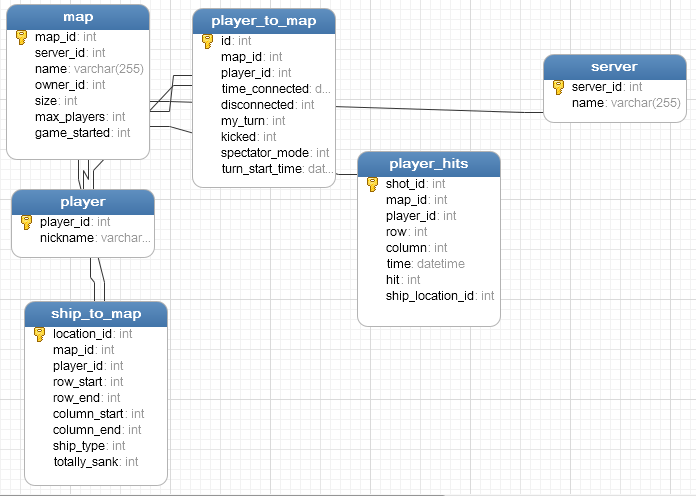 map
map_id: int
server_id: int
name: varchar(255)
owner_id: int
size: int
max_players: int
game_started: int
player_to_map
id: int
map_id: int
player_id: int
time_connected: d...
disconnected: int
my_turn: int
kicked: int
spectator_mode: int
turn_start_time: dat...
server
server_id: int
name: varchar(255)
player_hits
shot_id: int
map_id: int
player_id: int
row: int
column: int
time: datetime
hit: int
ship_location_id: int
player
player_id: int
nickname: varchar...
ship_to_map
location_id: int
map_id: int
player_id: int
row_start: int
row_end: int
column_start: int
column_end: int
ship_type: int
totally_sank: int